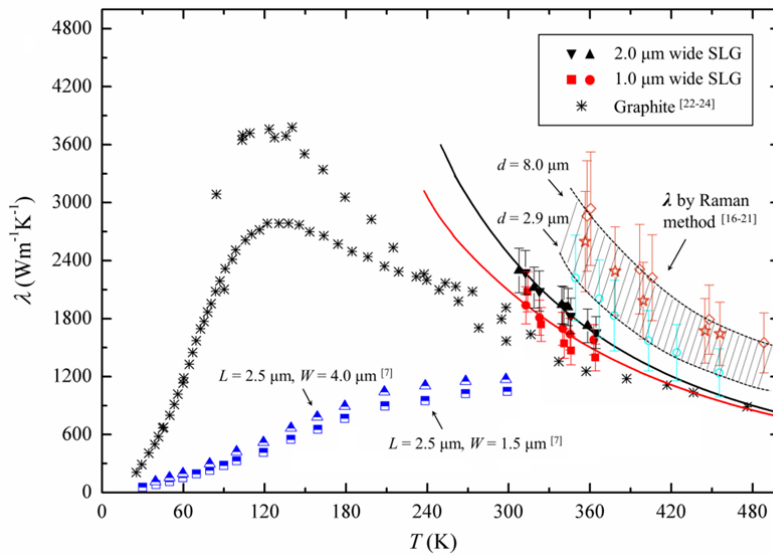 4800
4200
3600
3000
2400
1800
1200
600
0
λ (Wm⁻¹K⁻¹)
2.0 μm wide SLG
1.0 μm wide SLG
Graphite [22-24]
d = 8.0 μm
d = 2.9 μm
λ by Raman
method [16-21]
L = 2.5 μm, W = 4.0 μm [7]
L = 2.5 μm, W = 1.5 μm [7]
0 60 120 180 240 300 360 420 480
T (K)